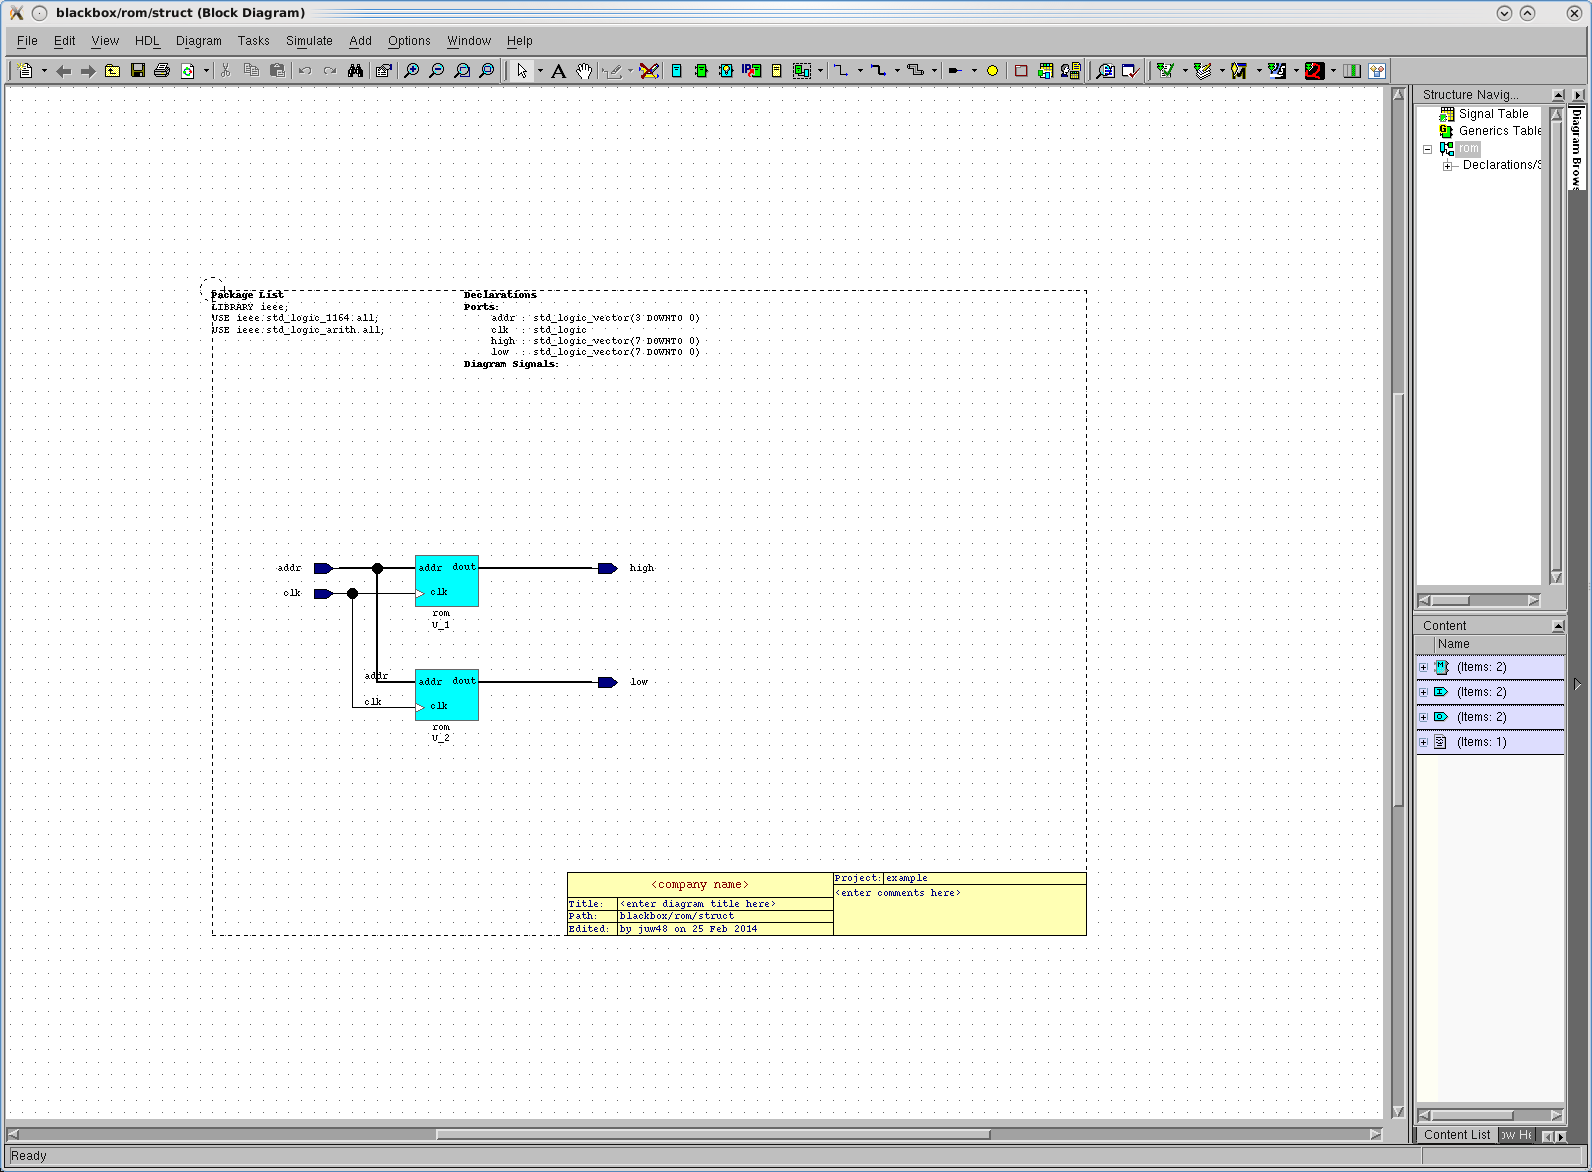 blackbox/rom/struct (Block Diagram)
File Edit View HDL Diagram Tasks Simulate Add Options Window Help
Structure Navig...
Signal Table
Generics Table
rom
Declarations/S
Diagram Brows
Package List
LIBRARY ieee;
USE ieee.std_logic_1164.all;
USE ieee.std_logic_arith.all;
Declarations
Ports:
addr : std_logic_vector(3 DOWNTO 0)
clk : std_logic
high : std_logic_vector(7 DOWNTO 0)
low : std_logic_vector(7 DOWNTO 0)
Diagram Signals:
addr addr dout high
clk clk
rom
U_1
addr addr dout low
clk clk
rom
U_2
<company name>
Title: <enter diagram title here>
Path: blackbox/rom/struct
Edited: by juw48 on 25 Feb 2014
Project: example
<enter comments here>
Content
Name
(Items: 2)
(Items: 2)
(Items: 2)
(Items: 1)
Content List
Ready